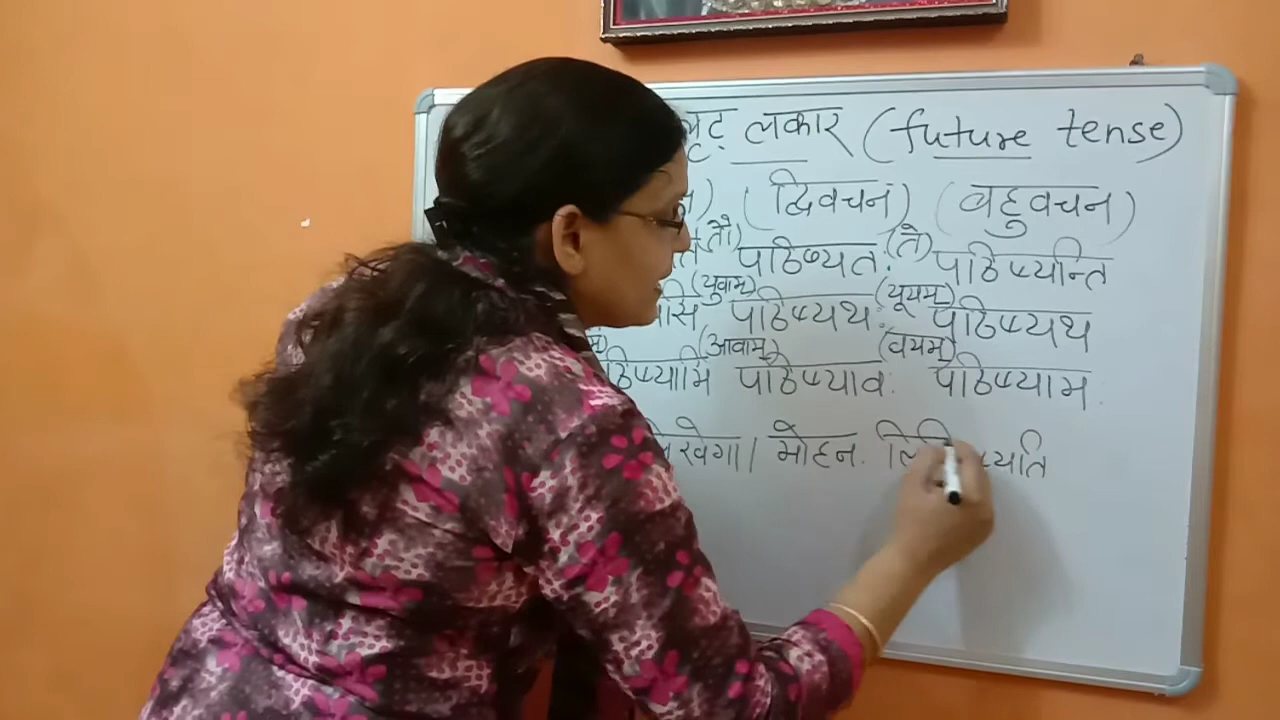 लृट् लकार (future tense)
(द्विवचन) (बहुवचन)
तौ) पठिष्यतः (ते) पठिष्यन्ति
(युवाम्) (यूयम्)
सि पठिष्यथः पठिष्यथ
(आवाम्) (वयम्)
ठिष्यामि पठिष्यावः पठिष्यामः
खेगा। मोहनः ष्यति